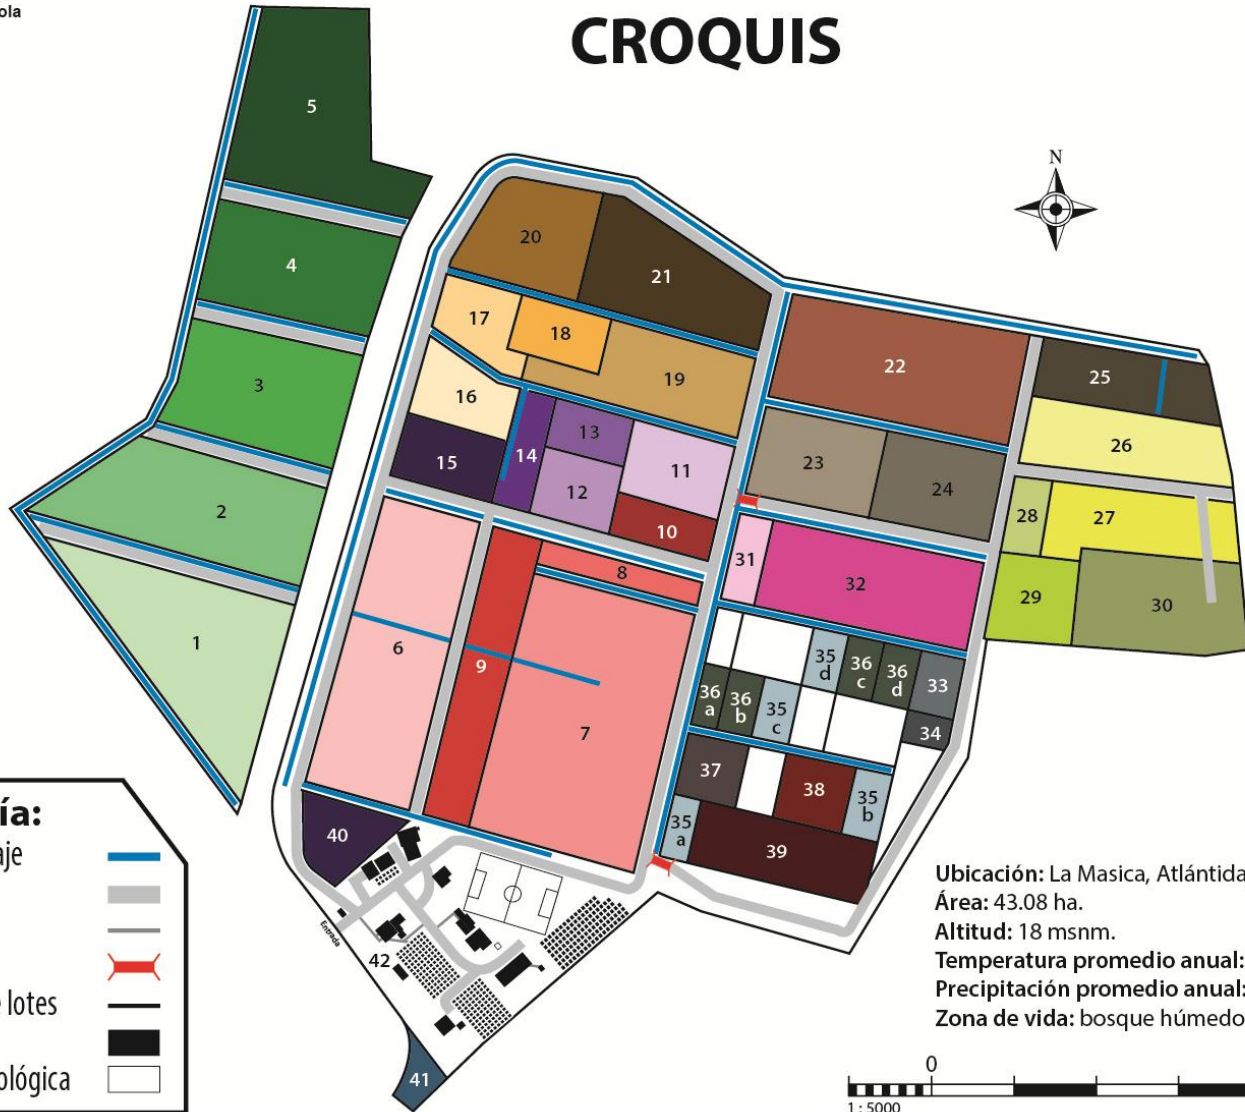 ola
CROQUIS
N
5
4
3
2
1
20
21
17
18
19
16
15
14
13
12
11
10
22
23
24
25
26
27
28
29
30
31
32
6
9
8
7
35 d
36 c
36 d
33
34
36 a
36 b
35 c
37
38
35 b
35 a
39
40
Entrada
42
41
ía:
aje
e lotes
ológica
Ubicación: La Masica, Atlántida
Área: 43.08 ha.
Altitud: 18 msnm.
Temperatura promedio anual:
Precipitación promedio anual:
Zona de vida: bosque húmedo
0
1 : 5000